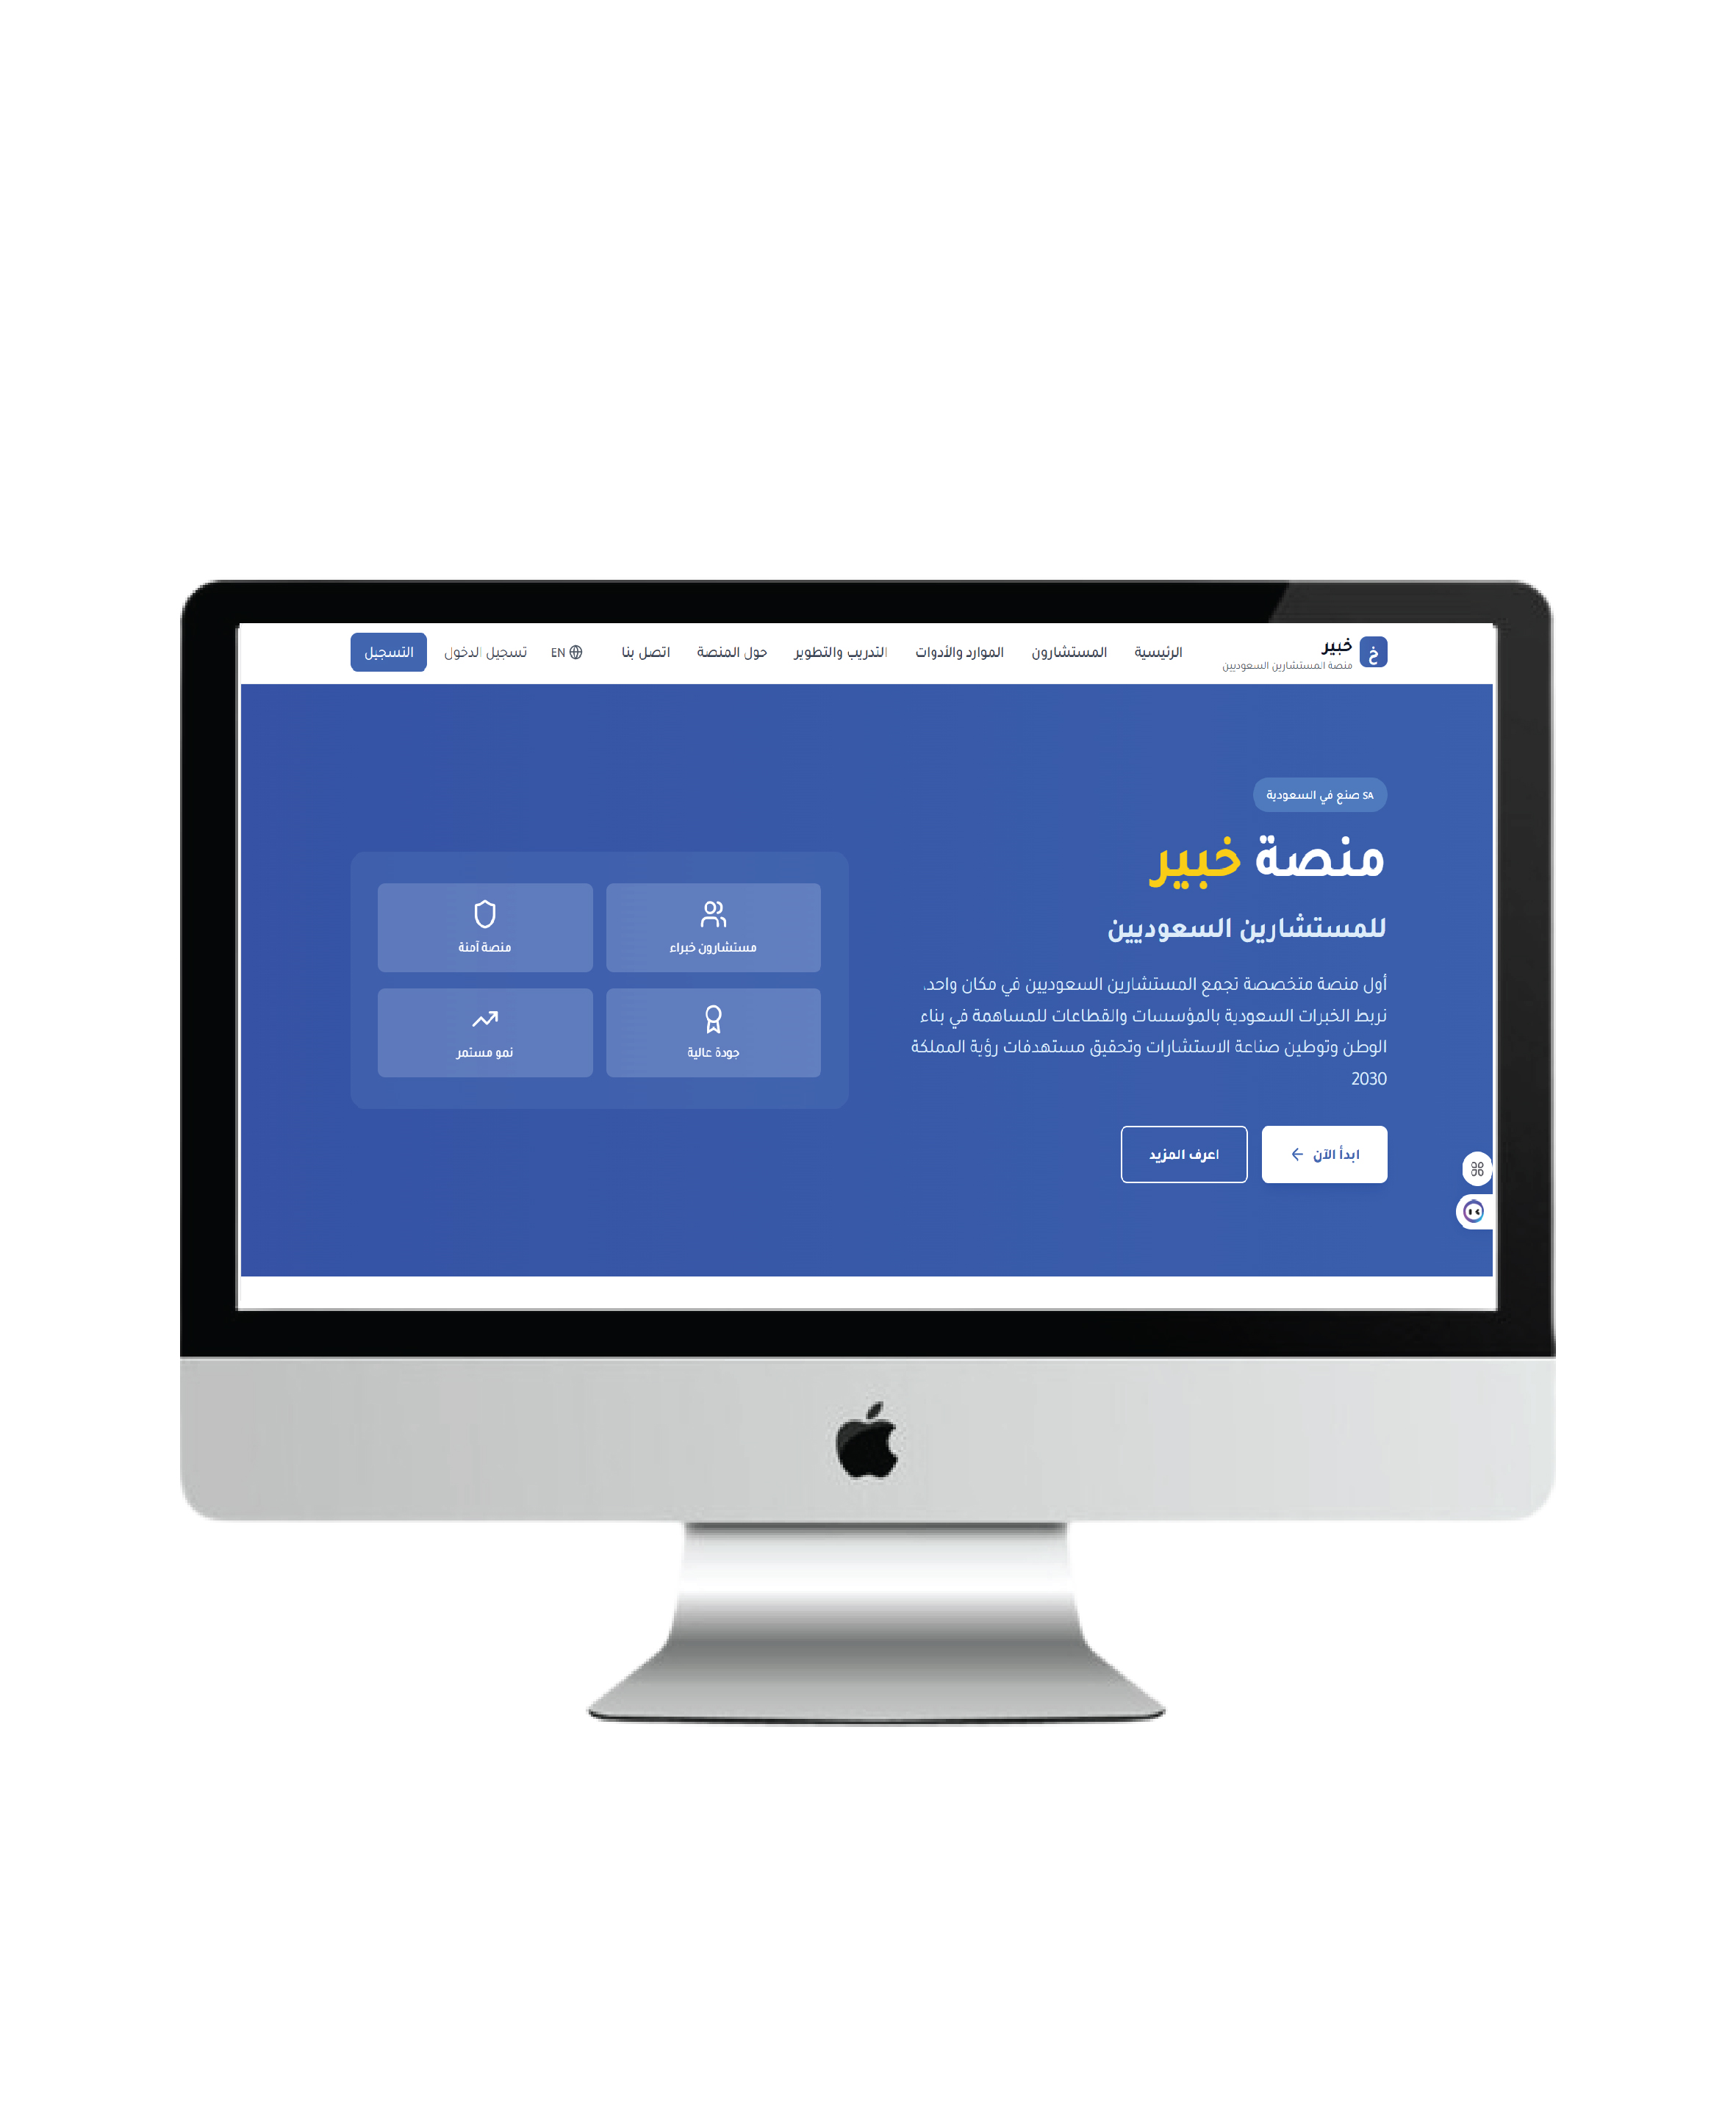 خبير
منصة المستشارين السعوديين
خ
الرئيسية
المستشارون
الموارد والأدوات
التدريب والتطوير
حول المنصة
اتصل بنا
EN
تسجيل الدخول
التسجيل
SA صنع في السعودية
منصة خبير
للمستشارين السعوديين
أول منصة متخصصة تجمع المستشارين السعوديين في مكان واحد.
نربط الخبرات السعودية بالمؤسسات والقطاعات للمساهمة في بناء
الوطن وتوطين صناعة الاستشارات وتحقيق مستهدفات رؤية المملكة
2030
ابدأ الآن
اعرف المزيد
مستشارون خبراء
منصة آمنة
جودة عالية
نمو مستمر